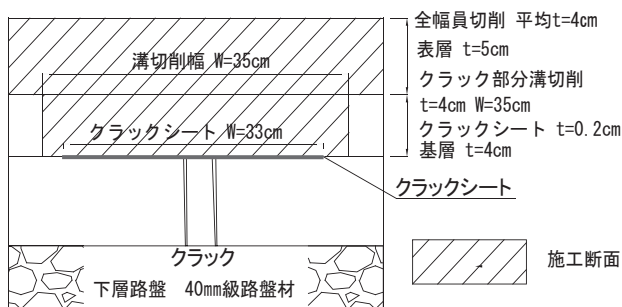 全幅員切削 平均t=4cm
表層 t=5cm
溝切削幅 W=35cm
クラック部分溝切削
t=4cm W=35cm
クラックシート t=0.2cm
基層 t=4cm
クラックシート W=33cm
クラックシート
クラック
下層路盤 40mm級路盤材
施工断面